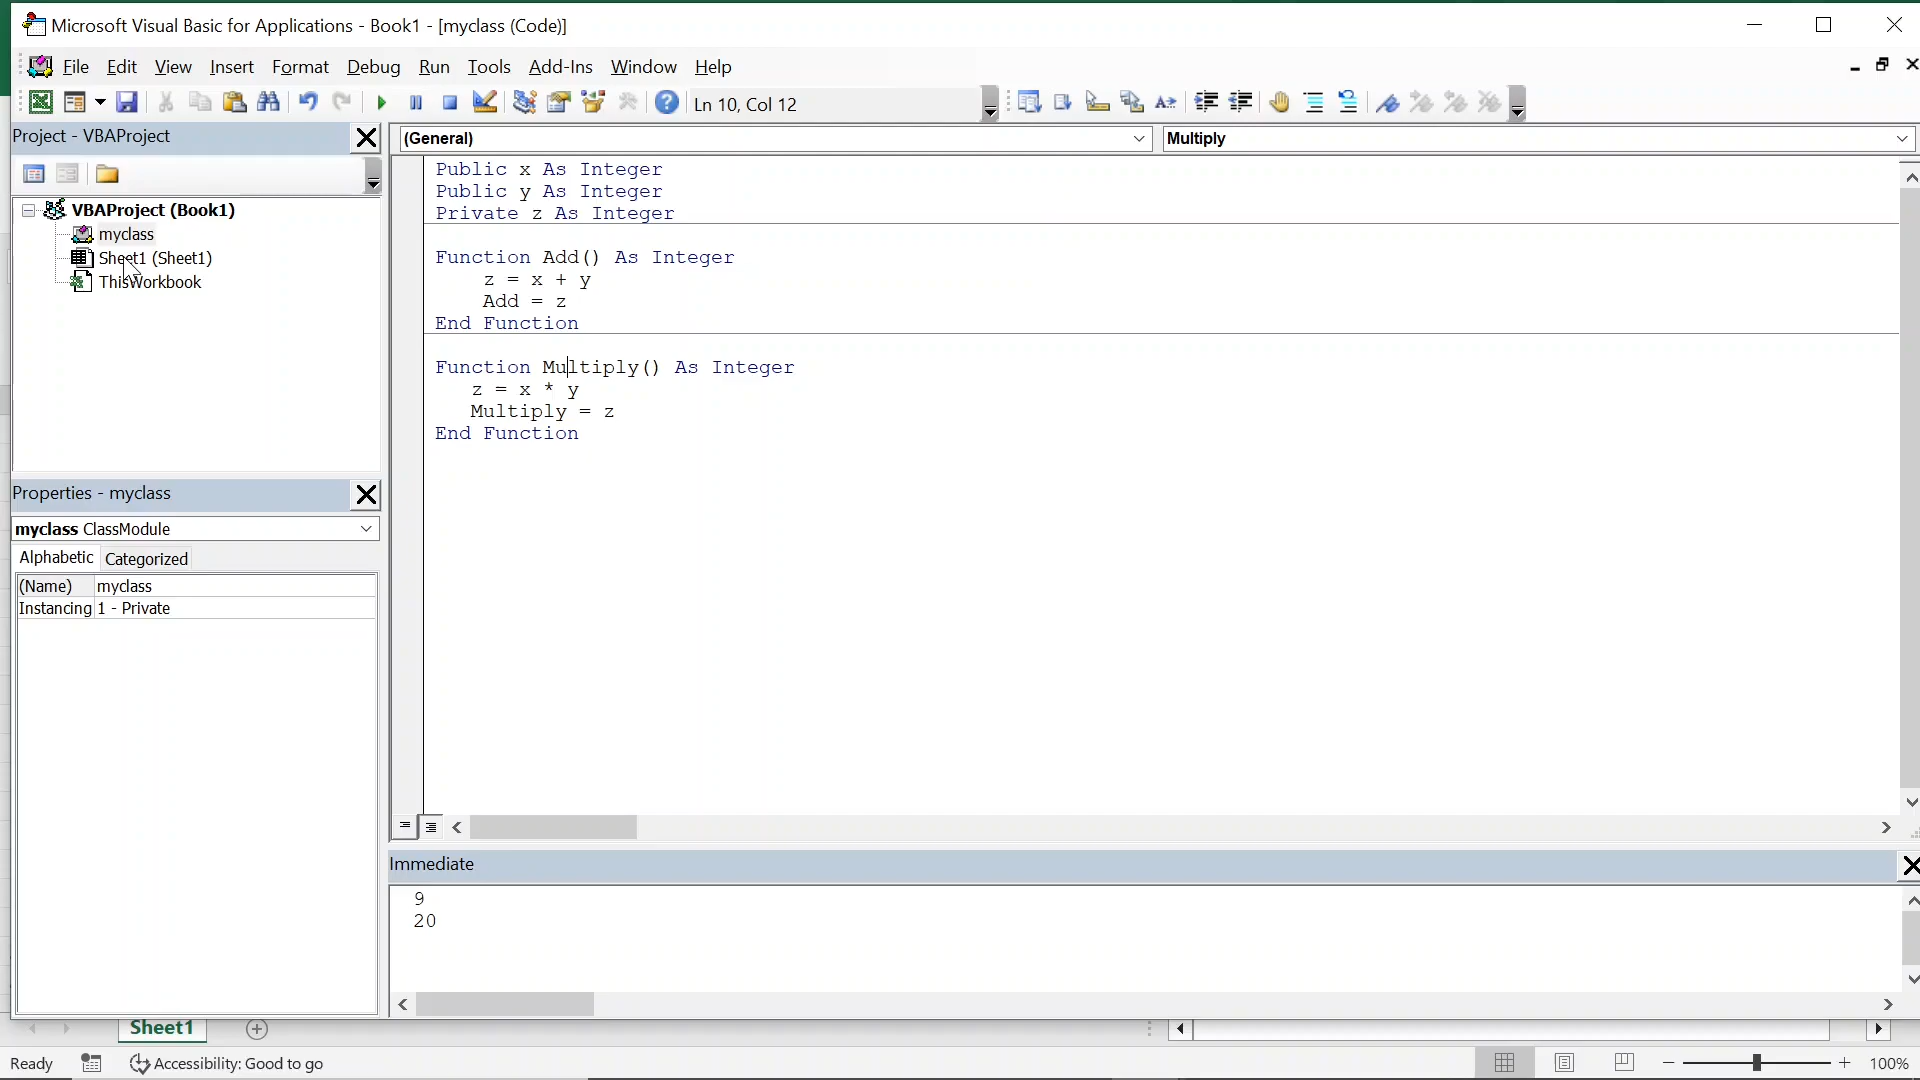 Microsoft Visual Basic for Applications - Book1 - [myclass (Code)]
File Edit View Insert Format Debug Run Tools Add-Ins Window Help
Ln 10, Col 12
Project - VBAProject
(General)
Multiply
VBAProject (Book1)
myclass
Sheet1 (Sheet1)
ThisWorkbook
Public x As Integer
Public y As Integer
Private z As Integer
Function Add() As Integer
z = x + y
Add = z
End Function
Function Multiply() As Integer
z = x * y
Multiply = z
End Function
Properties - myclass
myclass ClassModule
Alphabetic Categorized
(Name) myclass
Instancing 1 - Private
Immediate
9
20
Sheet1
Ready
Accessibility: Good to go
100%